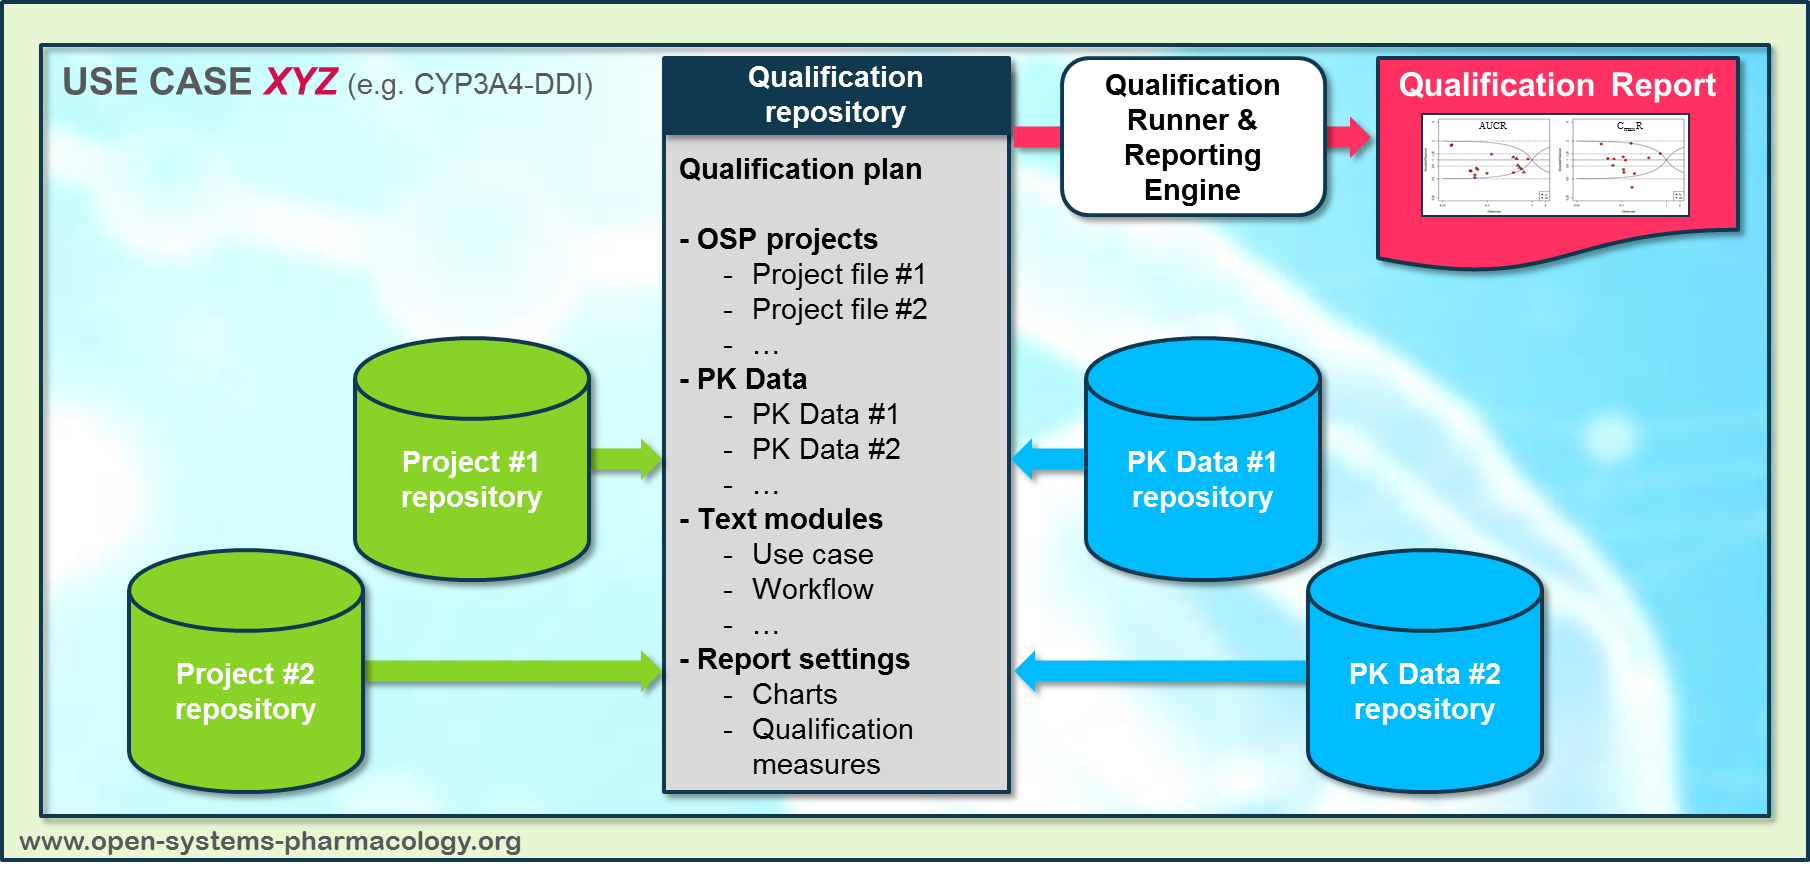 USE CASE XYZ (e.g. CYP3A4-DDI)
Qualification
repository
Qualification plan
- OSP projects
- Project file #1
- Project file #2
- …
- PK Data
- PK Data #1
- PK Data #2
- …
- Text modules
- Use case
- Workflow
- …
- Report settings
- Charts
- Qualification
measures
Qualification
Runner &
Reporting
Engine
Qualification Report
AUCR
CmaxR
Project #1
repository
Project #2
repository
PK Data #1
repository
PK Data #2
repository
www.open-systems-pharmacology.org